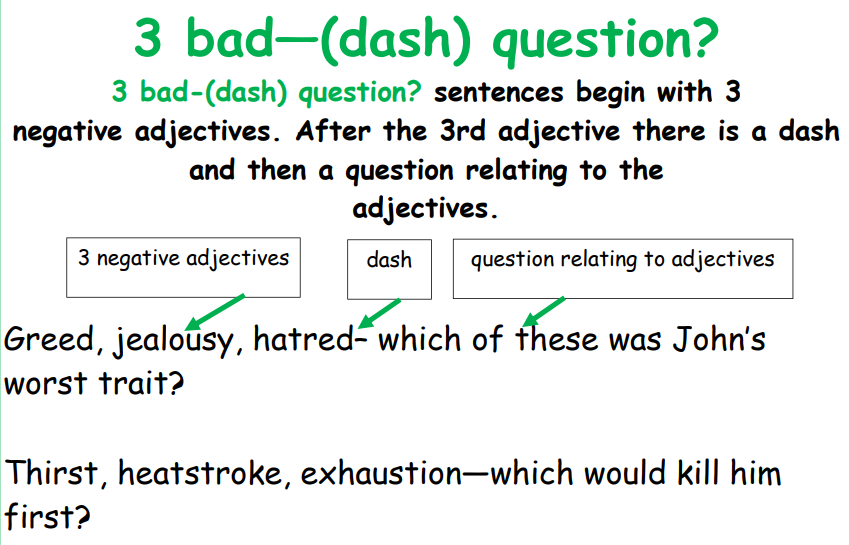 3 bad—(dash) question?
3 bad-(dash) question? sentences begin with 3
negative adjectives. After the 3rd adjective there is a dash
and then a question relating to the
adjectives.
3 negative adjectives
dash
question relating to adjectives
Greed, jealousy, hatred– which of these was John’s
worst trait?
Thirst, heatstroke, exhaustion—which would kill him
first?